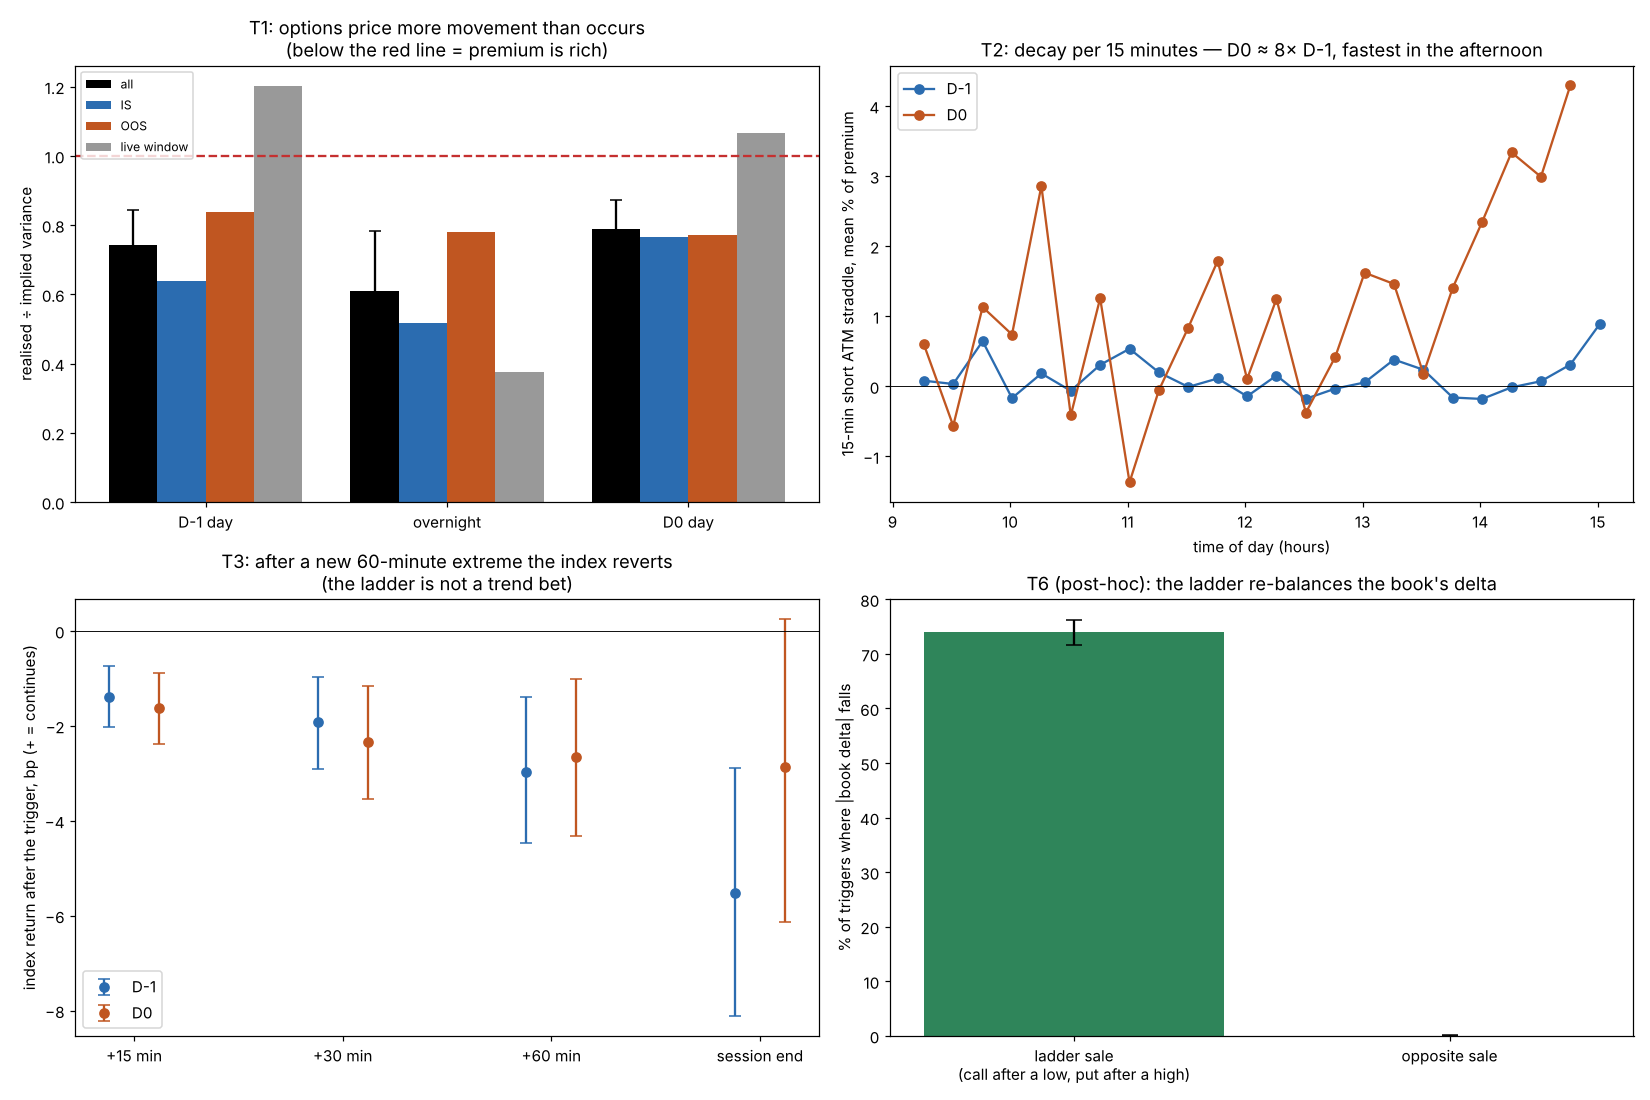 T1: options price more movement than occurs
(below the red line = premium is rich)
all
IS
OOS
live window
realised ÷ implied variance
1.2
1.0
0.8
0.6
0.4
0.2
0.0
D-1 day
overnight
D0 day
T2: decay per 15 minutes — D0 ≈ 8× D-1, fastest in the afternoon
D-1
D0
15-min short ATM straddle, mean % of premium
4
3
2
1
0
−1
9
10
11
12
13
14
15
time of day (hours)
T3: after a new 60-minute extreme the index reverts
(the ladder is not a trend bet)
index return after the trigger, bp (+ = continues)
0
−2
−4
−6
−8
D-1
D0
+15 min
+30 min
+60 min
session end
T6 (post-hoc): the ladder re-balances the book's delta
% of triggers where |book delta| falls
80
70
60
50
40
30
20
10
0
ladder sale
(call after a low, put after a high)
opposite sale